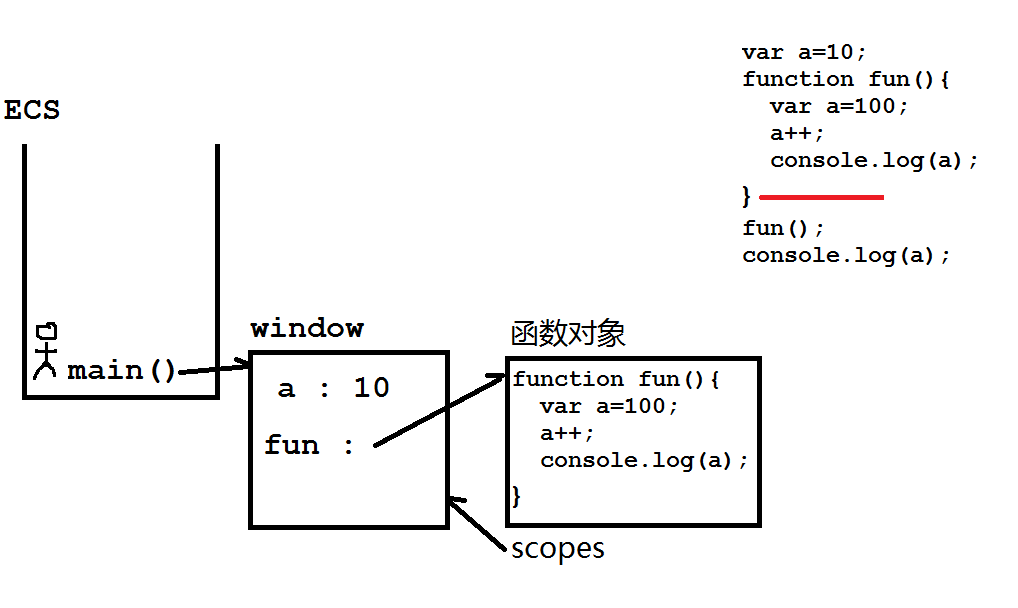 var a=10;
function fun(){
  var a=100;
  a++;
  console.log(a);
}
fun();
console.log(a);
ECS
main()
window
a : 10
fun :
函数对象
function fun(){
  var a=100;
  a++;
  console.log(a);
}
scopes